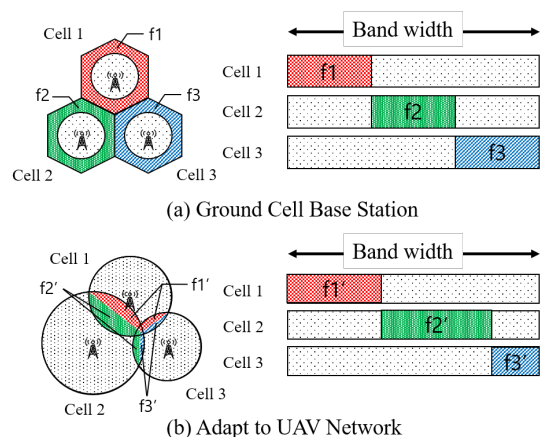 Cell 1
f1
f2
f3
Cell 2
Cell 3
Band width
Cell 1
f1
Cell 2
f2
Cell 3
f3
(a) Ground Cell Base Station
Cell 1
f2′
f1′
Cell 2
f3′
Cell 3
Band width
Cell 1
f1′
Cell 2
f2′
Cell 3
f3′
(b) Adapt to UAV Network